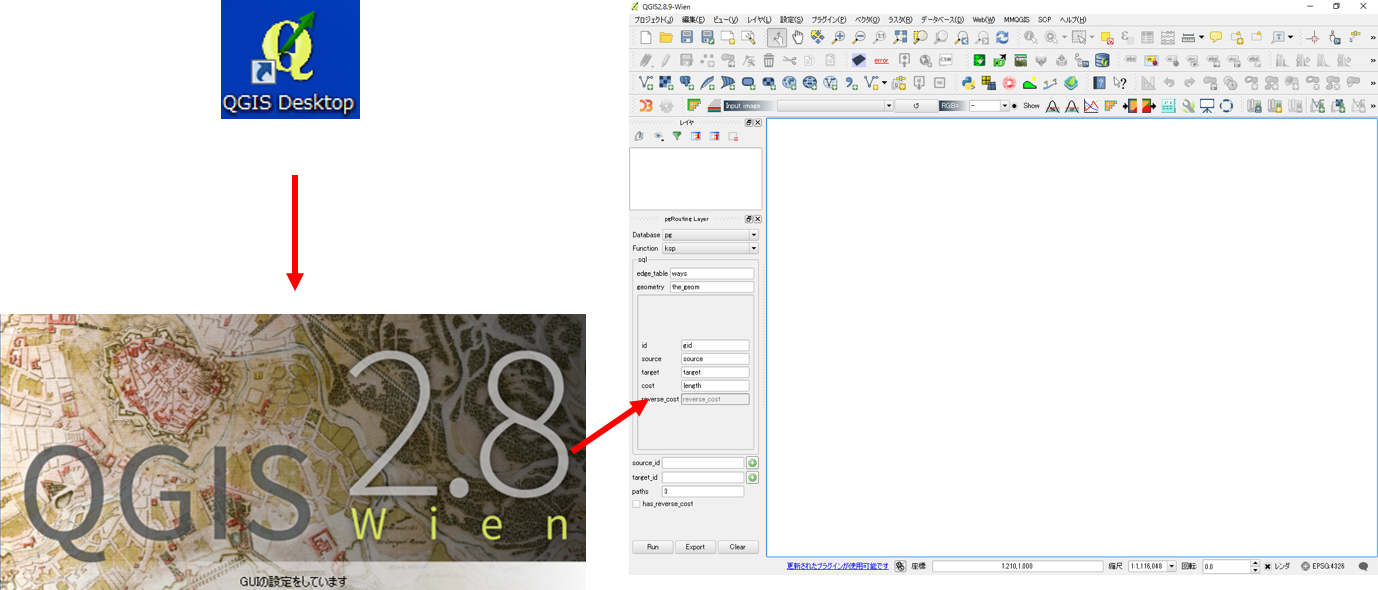 QGIS Desktop
QGIS 2.8
Wien
GUIの設定をしています
QGIS2.8.9-Wien
プロジェクト(J) 編集(E) ビュー(V) レイヤ(L) 設定(S) プラグイン(P) ベクタ(O) ラスタ(R) データベース(D) Web(W) MMQGIS SCP ヘルプ(H)
error
CSW
Input image
RGB=
-
Show
レイヤ
pgRouting Layer
Database pg
Function ksp
sql
edge_table ways
geometry the_geom
id gid
source source
target target
cost length
reverse_cost reverse_cost
source_id
target_id
paths 3
has_reverse_cost
Run Export Clear
更新されたプラグインが使用可能です 座標: 1.210,1.000 縮尺 1:1,116,048 回転: 0.0 レンダ EPSG:4326